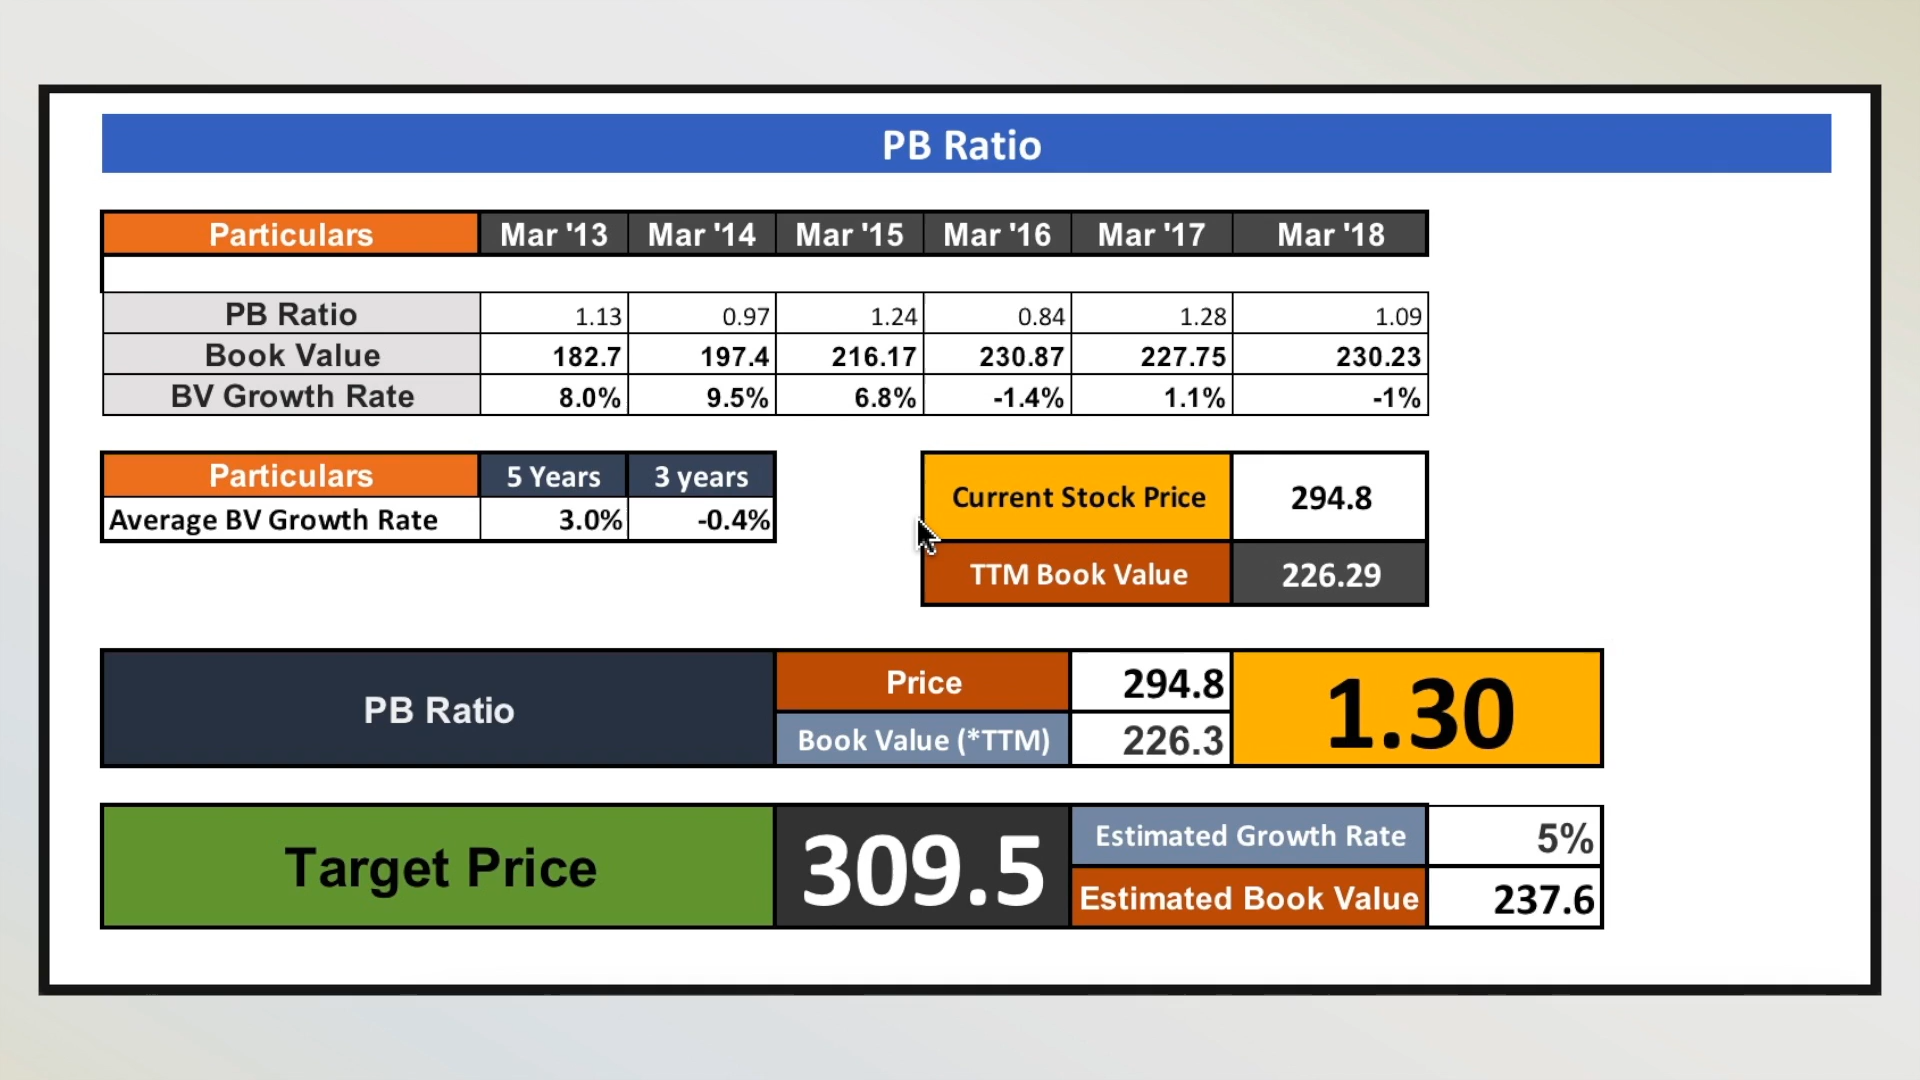 PB Ratio
Particulars Mar '13 Mar '14 Mar '15 Mar '16 Mar '17 Mar '18
PB Ratio 1.13 0.97 1.24 0.84 1.28 1.09
Book Value 182.7 197.4 216.17 230.87 227.75 230.23
BV Growth Rate 8.0% 9.5% 6.8% -1.4% 1.1% -1%
Particulars 5 Years 3 years
Average BV Growth Rate 3.0% -0.4%
Current Stock Price 294.8
TTM Book Value 226.29
PB Ratio
Price 294.8
Book Value (*TTM) 226.3
1.30
Target Price 309.5
Estimated Growth Rate 5%
Estimated Book Value 237.6